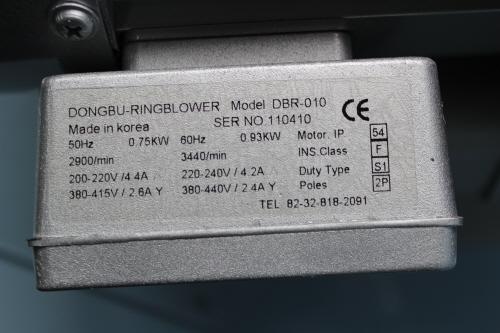 DONGBU-RINGBLOWER Model DBR-010 CE
Made in korea SER NO.110410
50Hz 0.75KW 60Hz 0.93KW Motor. IP 54
2900/min 3440/min INS.Class F
200-220V /4.4A 220-240V / 4.2A Duty Type S1
380-415V / 2.6A Y 380-440V / 2.4A Y Poles 2P
TEL 82-32-818-2091